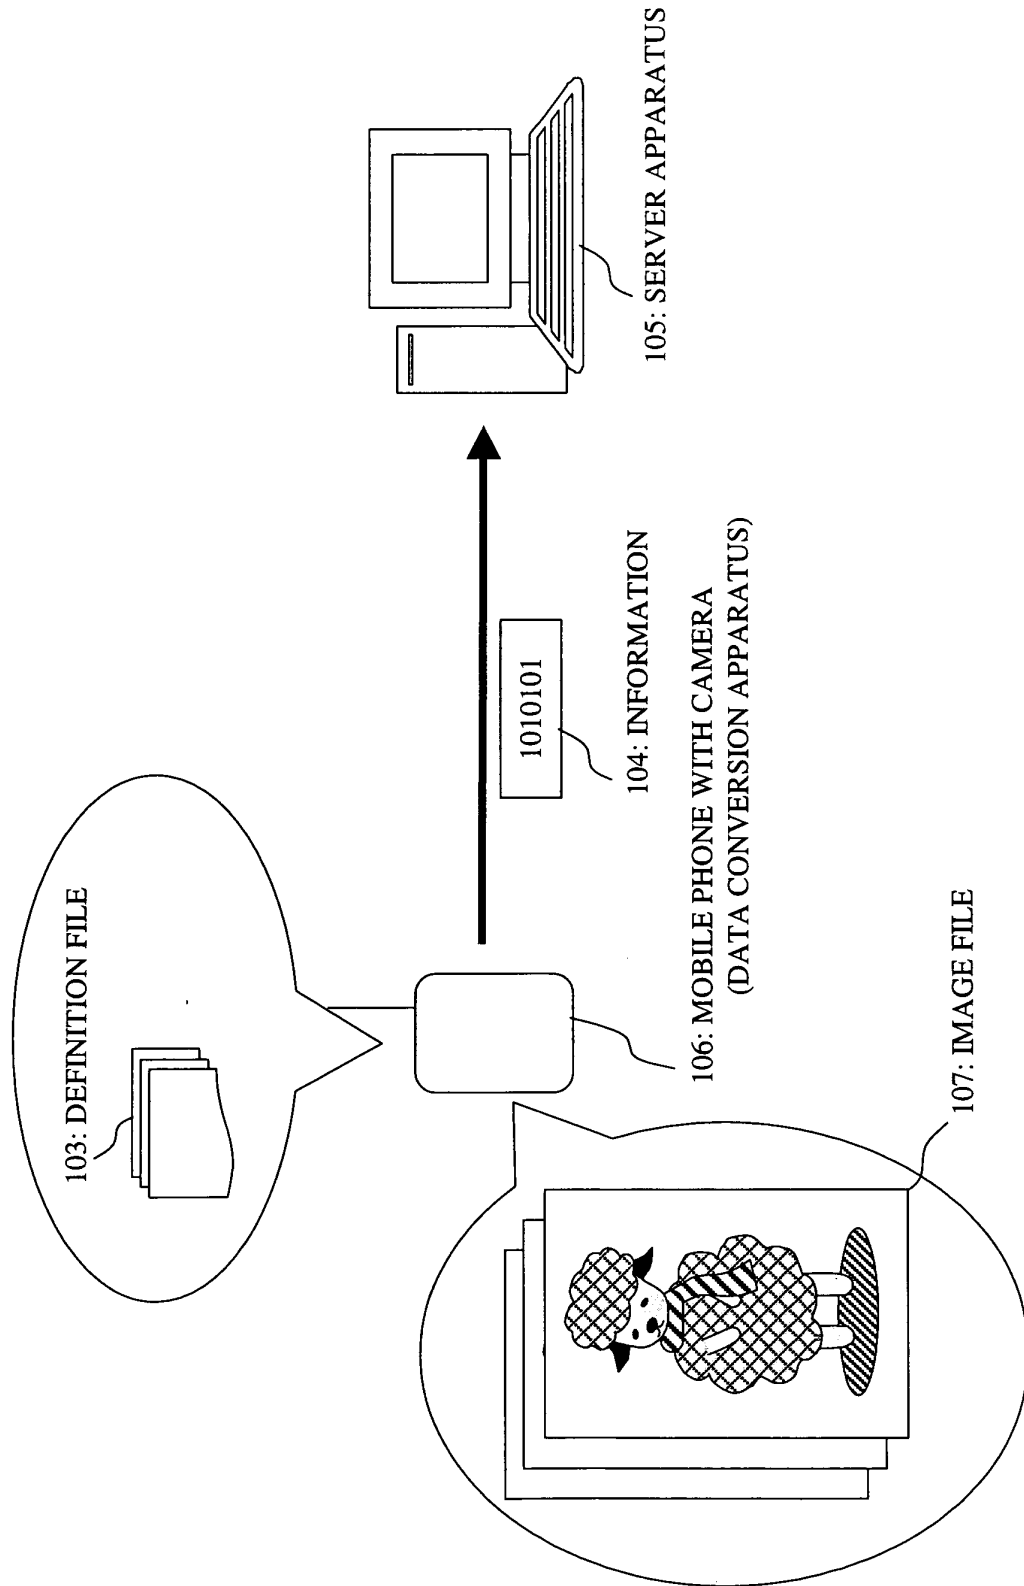 103: DEFINITION FILE
1010101
104: INFORMATION
105: SERVER APPARATUS
106: MOBILE PHONE WITH CAMERA
(DATA CONVERSION APPARATUS)
107: IMAGE FILE